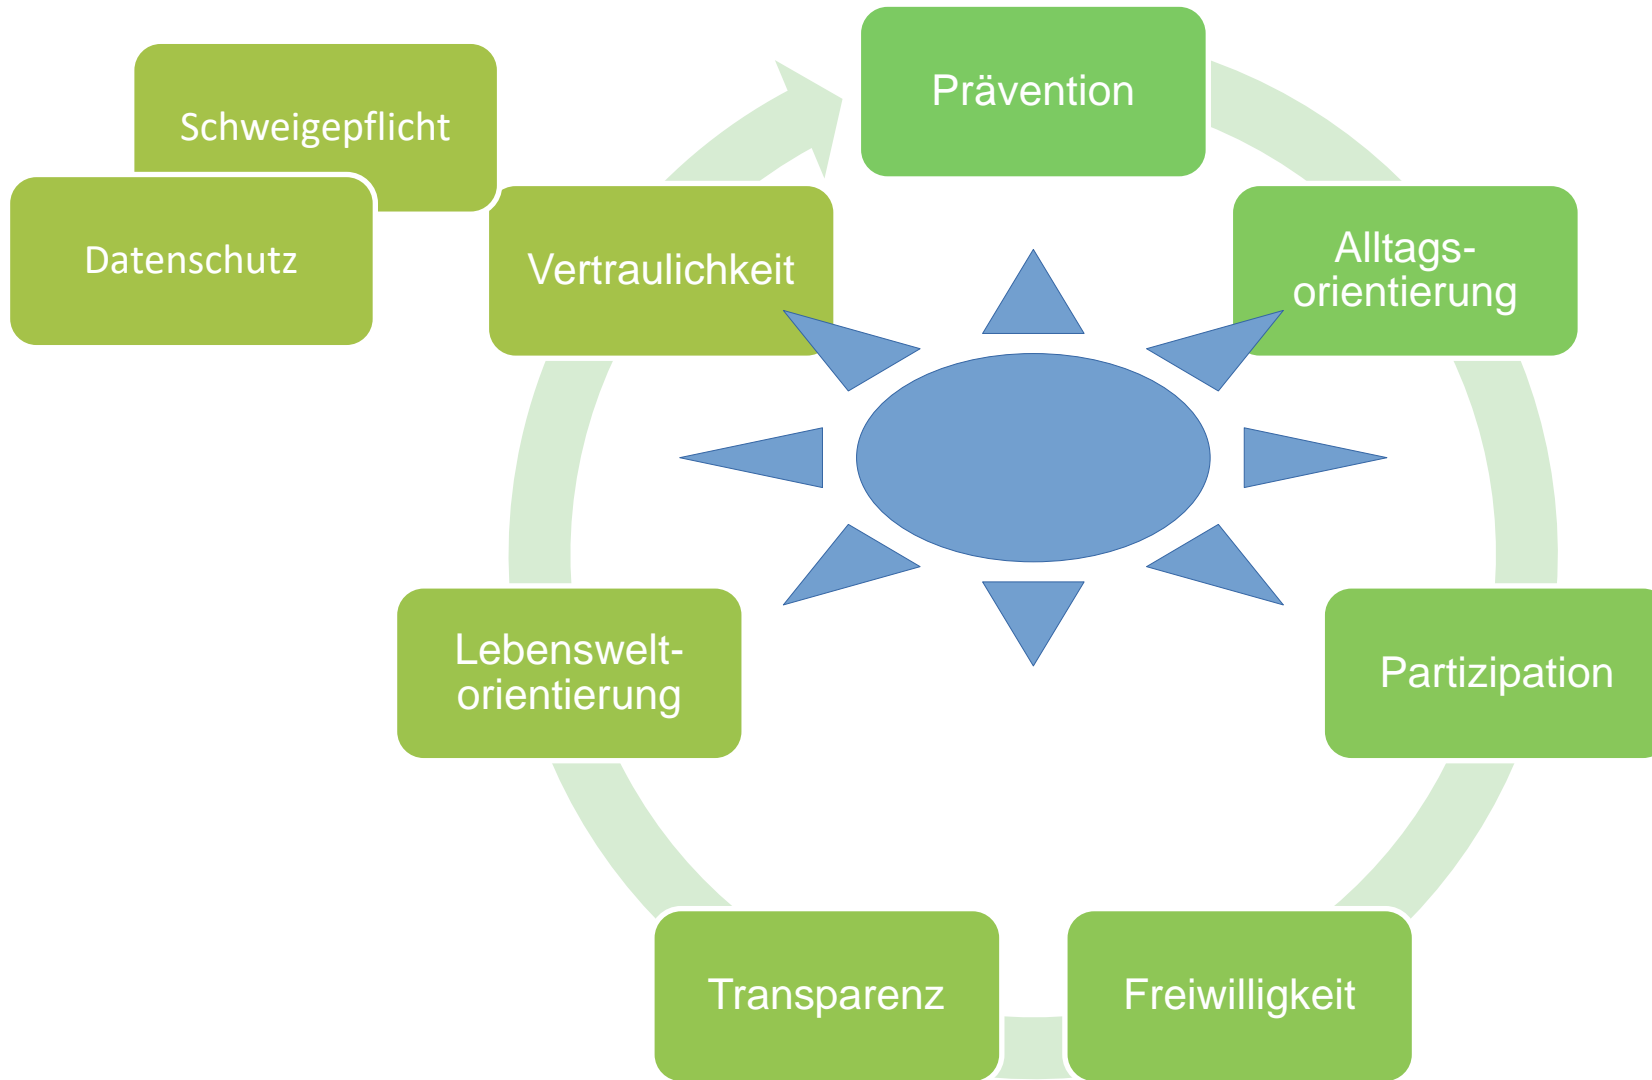 Prävention
Schweigepflicht
Datenschutz
Vertraulichkeit
Alltags-
orientierung
Lebenswelt-
orientierung
Partizipation
Transparenz
Freiwilligkeit